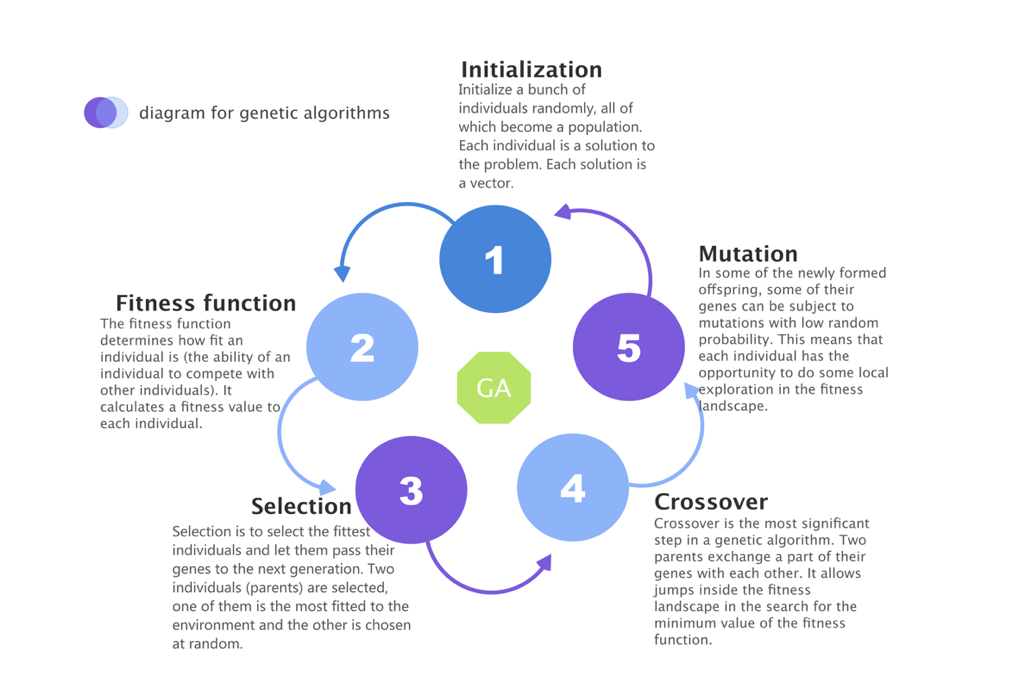 diagram for genetic algorithms
Initialization
Initialize a bunch of
individuals randomly, all of
which become a population.
Each individual is a solution to
the problem. Each solution is
a vector.
1
Fitness function
The fitness function
determines how fit an
individual is (the ability of an
individual to compete with
other individuals). It
calculates a fitness value to
each individual.
2
Selection
Selection is to select the fittest
individuals and let them pass their
genes to the next generation. Two
individuals (parents) are selected,
one of them is the most fitted to the
environment and the other is chosen
at random.
3
Crossover
Crossover is the most significant
step in a genetic algorithm. Two
parents exchange a part of their
genes with each other. It allows
jumps inside the fitness
landscape in the search for the
minimum value of the fitness
function.
4
Mutation
In some of the newly formed
offspring, some of their
genes can be subject to
mutations with low random
probability. This means that
each individual has the
opportunity to do some local
exploration in the fitness
landscape.
5
GA